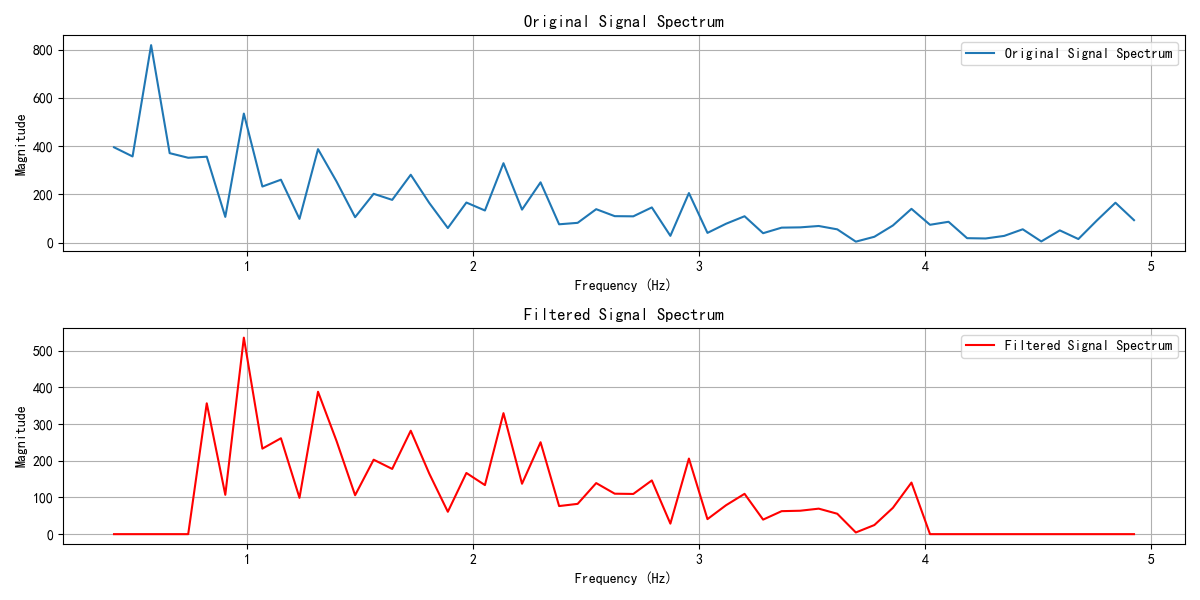 Original Signal Spectrum
800
600
400
200
0
Magnitude
Original Signal Spectrum
1
2
3
4
5
Frequency (Hz)
Filtered Signal Spectrum
500
400
300
200
100
0
Magnitude
Filtered Signal Spectrum
1
2
3
4
5
Frequency (Hz)